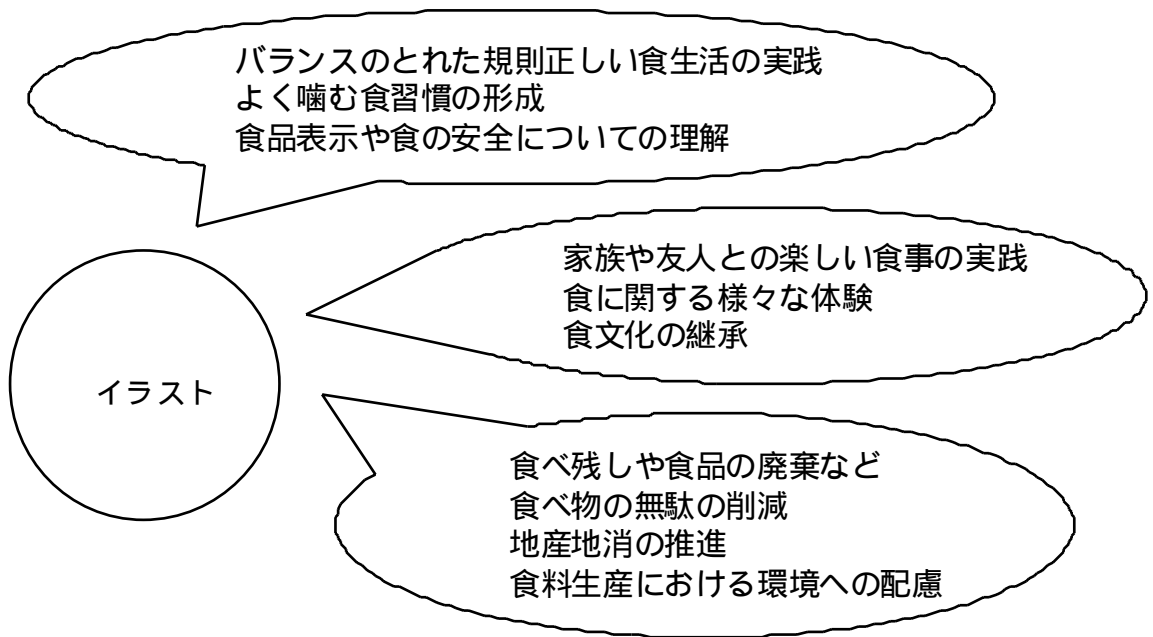 バランスのとれた規則正しい食生活の実践
よく噛む食習慣の形成
食品表示や食の安全についての理解
家族や友人との楽しい食事の実践
食に関する様々な体験
食文化の継承
イラスト
食べ残しや食品の廃棄など
食べ物の無駄の削減
地産地消の推進
食料生産における環境への配慮